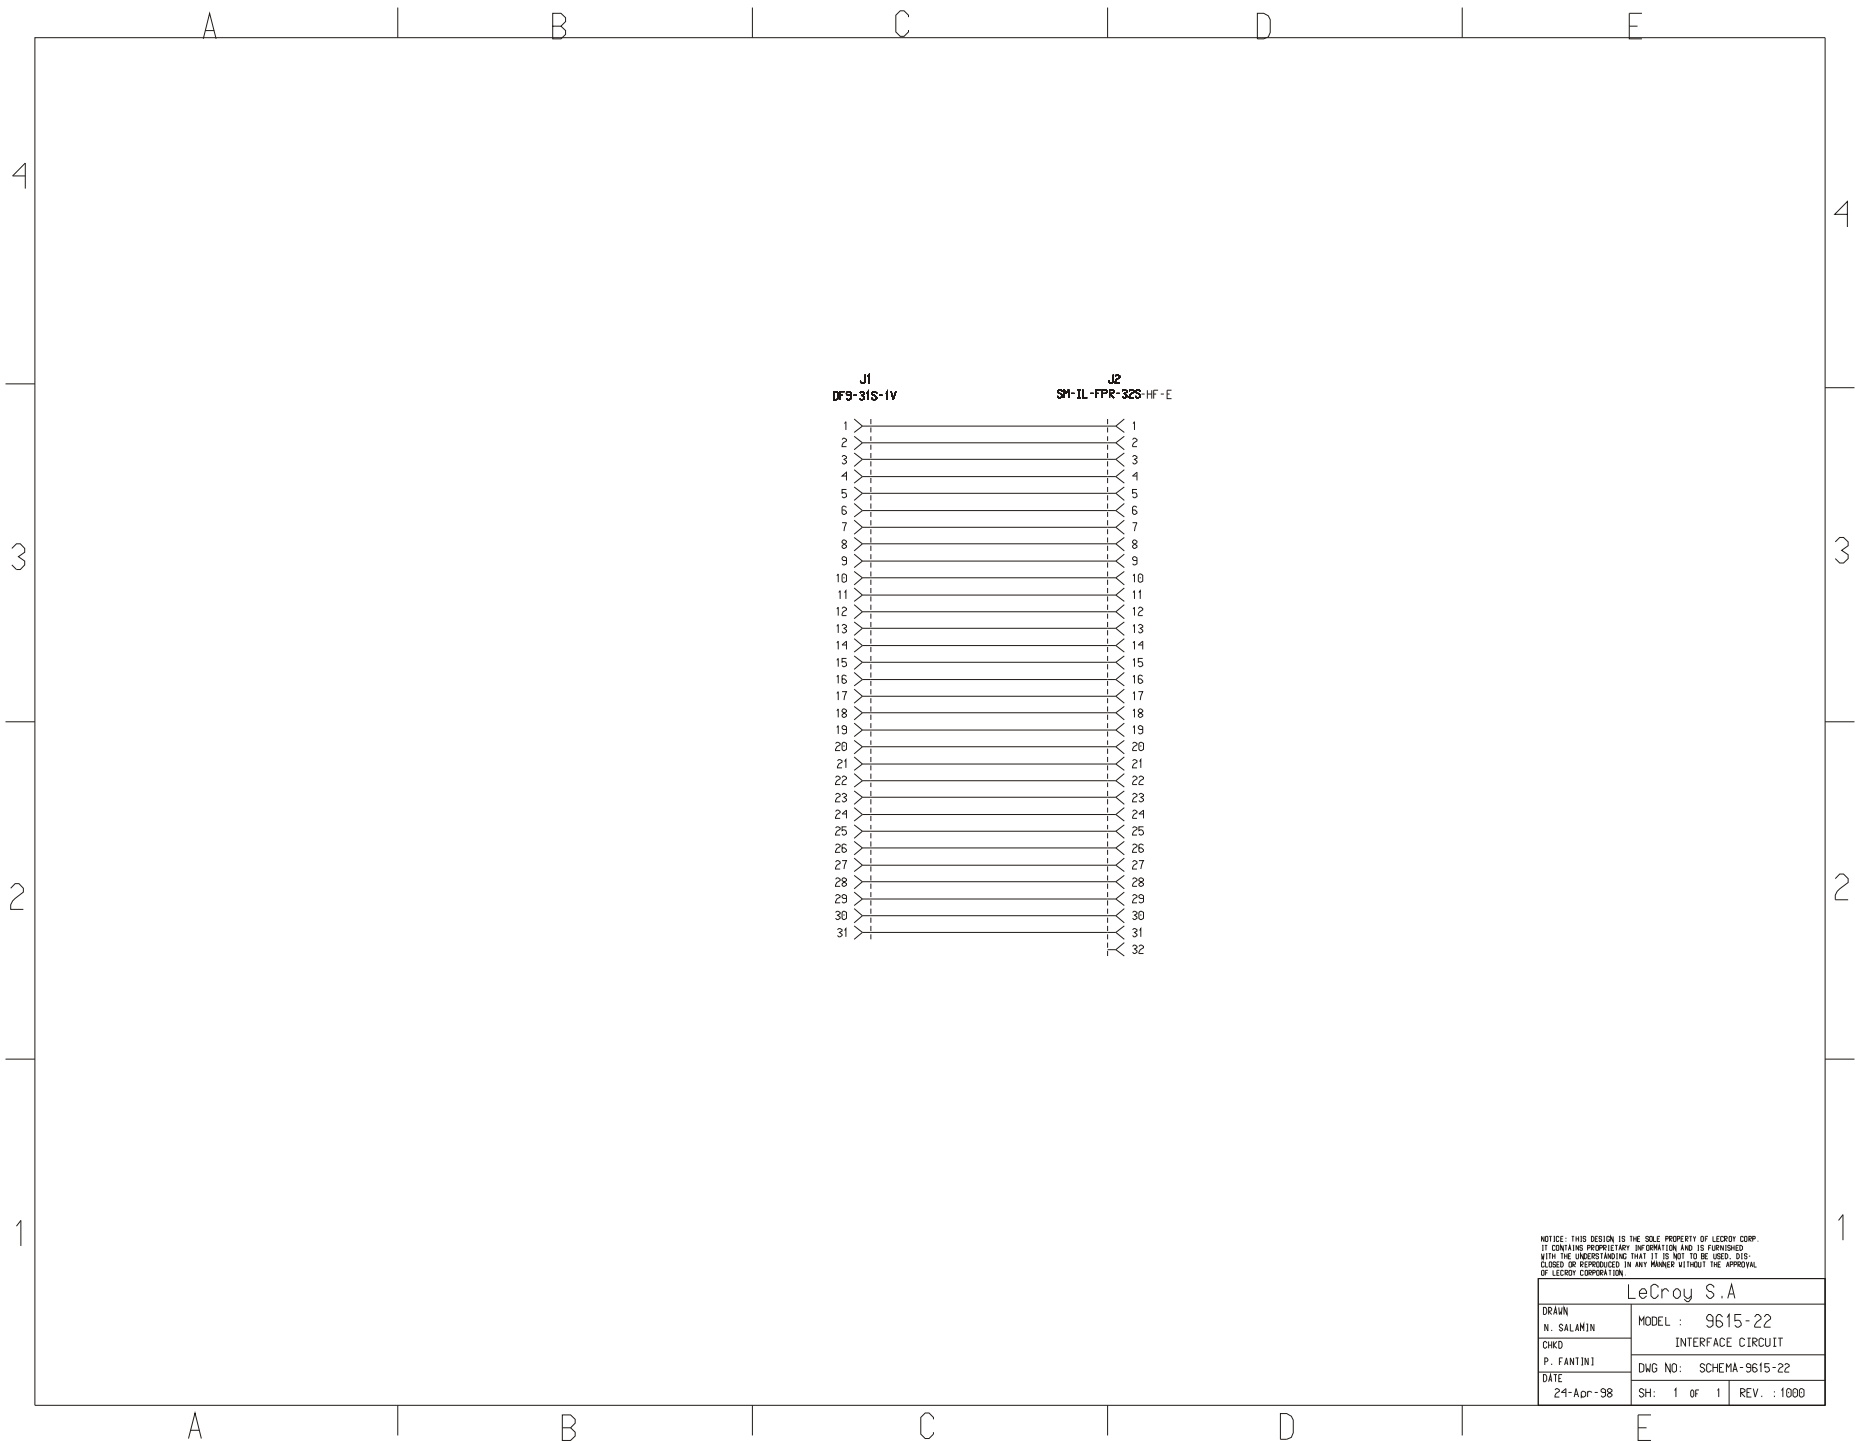 A B C D E
4 4
J1 J2
DF9-31S-1V SM-IL-FPR-32S-HF-E
1 1
2 2
3 3
4 4
5 5
6 6
7 7
8 8
3 3
9 9
10 10
11 11
12 12
13 13
14 14
15 15
16 16
17 17
18 18
19 19
20 20
21 21
22 22
23 23
24 24
25 25
26 26
27 27
28 28
2 2
29 29
30 30
31 31
32
1 1
NOTICE: THIS DESIGN IS THE SOLE PROPERTY OF LECROY CORP.
IT CONTAINS PROPRIETARY INFORMATION AND IS FURNISHED
WITH THE UNDERSTANDING THAT IT IS NOT TO BE USED, DIS-
CLOSED OR REPRODUCED IN ANY MANNER WITHOUT THE APPROVAL
OF LECROY CORPORATION.
LeCroy S.A
DRAWN
N. SALAMIN
MODEL : 9615-22
INTERFACE CIRCUIT
CHKD
P. FANTINI
DWG NO: SCHEMA-9615-22
DATE
24-Apr-98
SH: 1 OF 1 REV. : 1000
A B C D E